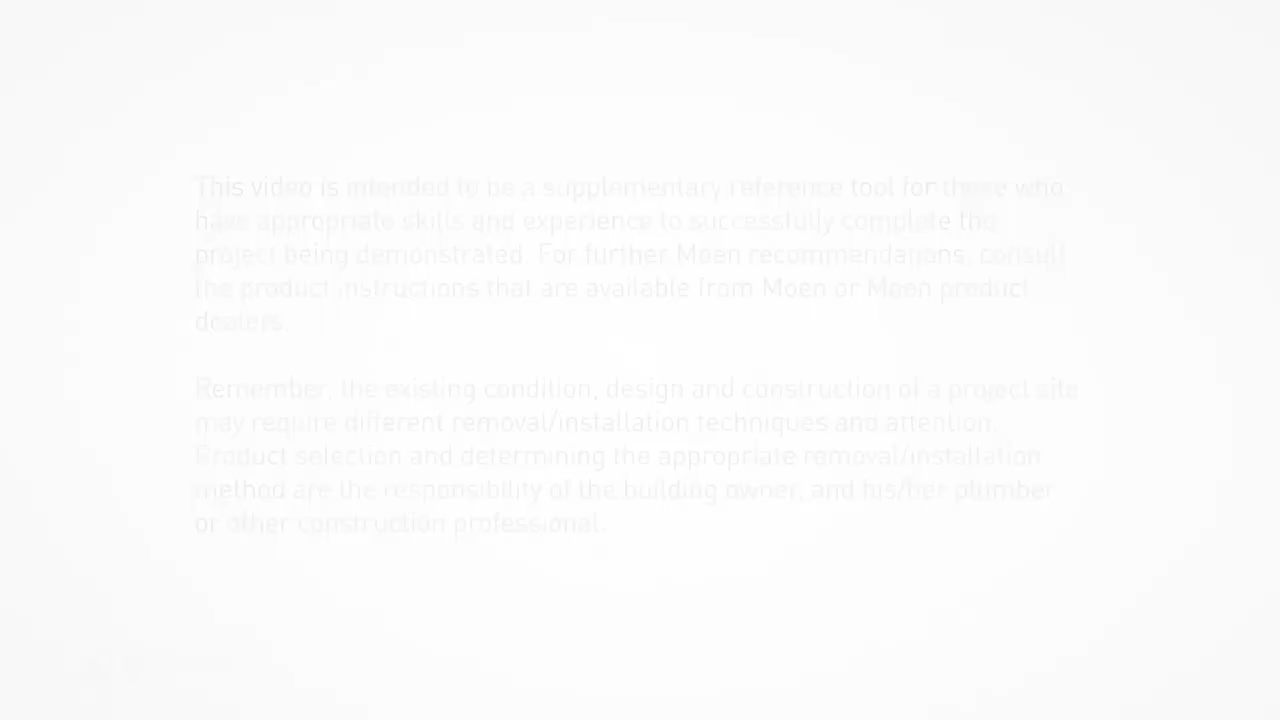 This video is intended to be a supplementary reference tool for those who
have appropriate skills and experience to successfully complete the
project being demonstrated. For further Moen recommendations, consult
the product instructions that are available from Moen or Moen product
dealers.
Remember, the existing condition, design and construction of a project site
may require different removal/installation techniques and attention.
Product selection and determining the appropriate removal/installation
method are the responsibility of the building owner, and his/her plumber
or other construction professional.